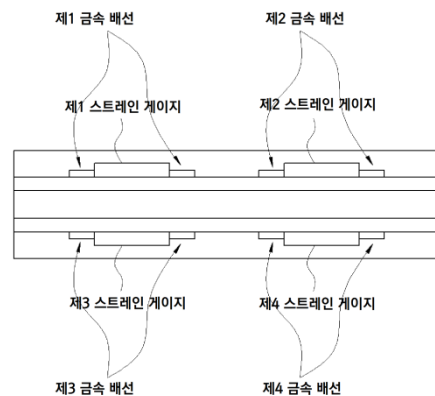 제1 금속 배선
제2 금속 배선
제1 스트레인 게이지
제2 스트레인 게이지
제3 스트레인 게이지
제4 스트레인 게이지
제3 금속 배선
제4 금속 배선